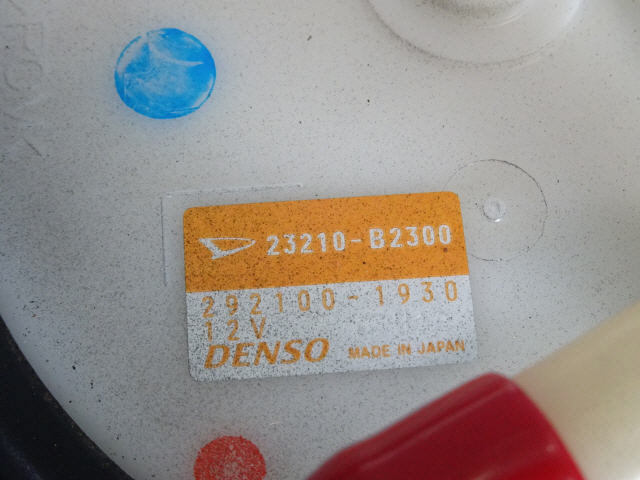 23210-B2300
292100-1930
12V
DENSO MADE IN JAPAN